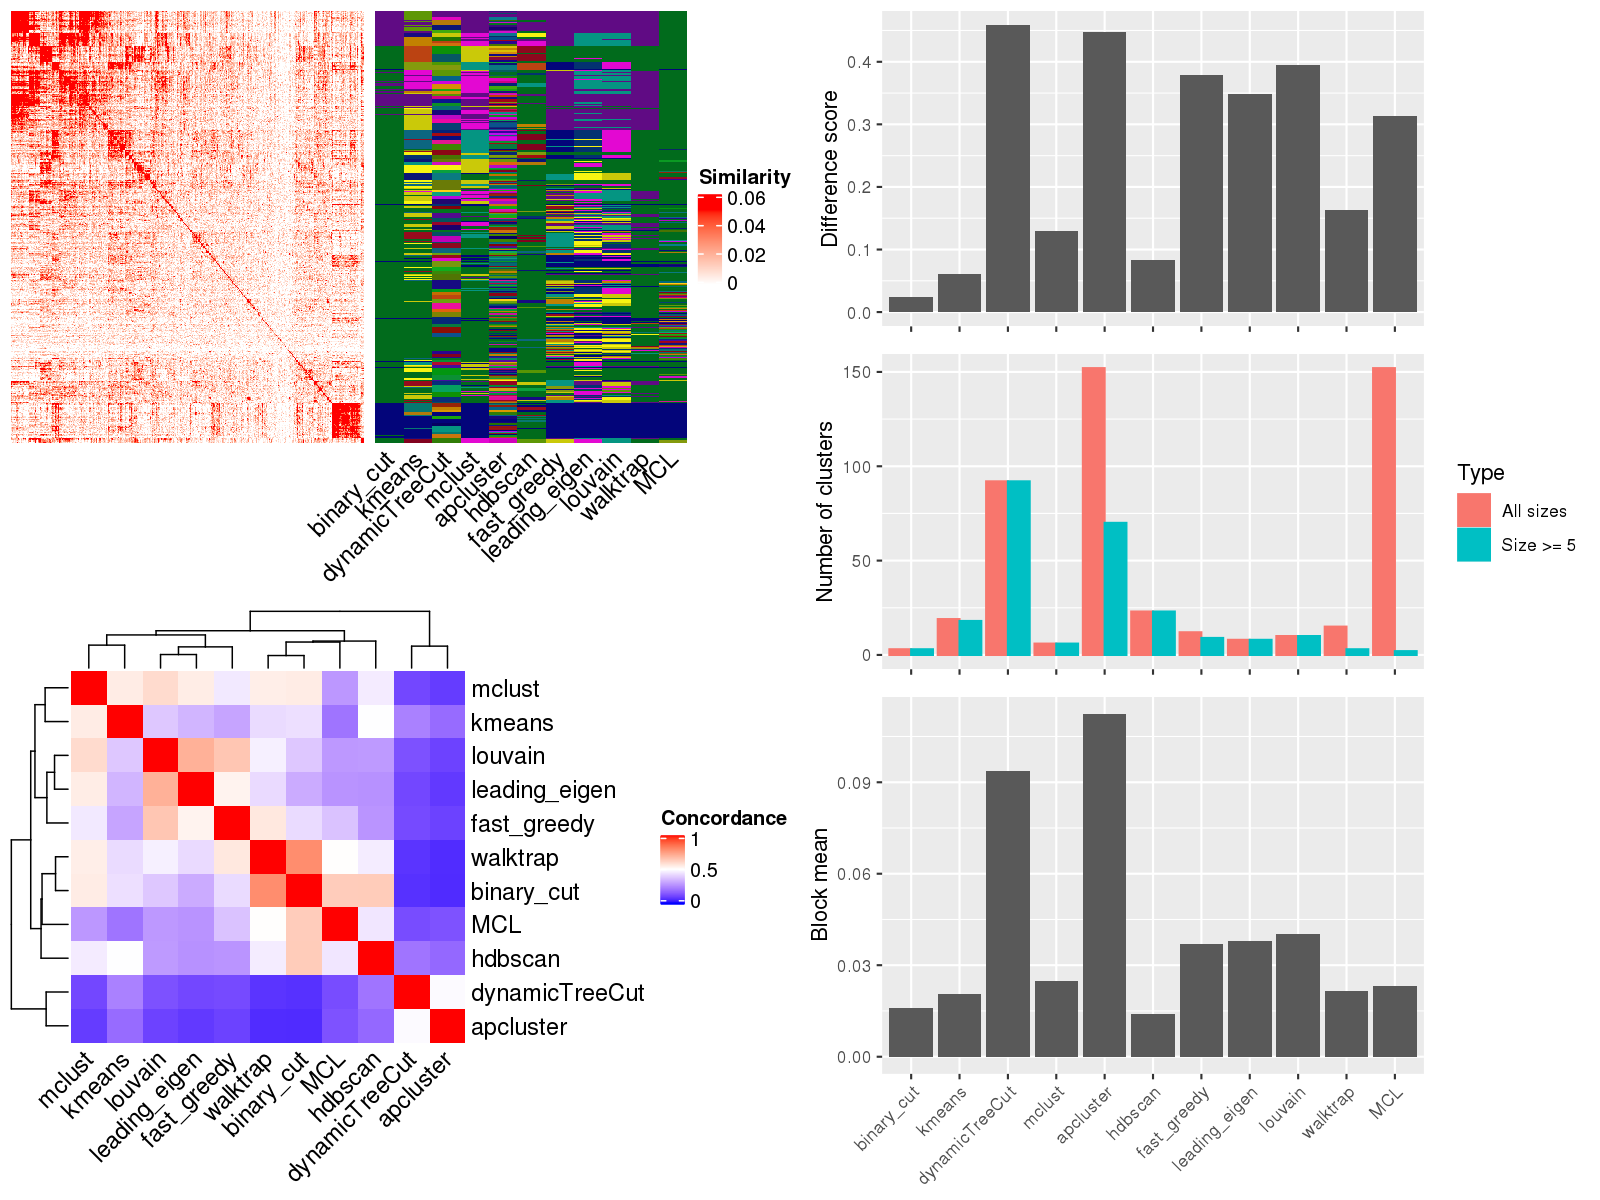 Similarity
0.06
0.04
0.02
0
binary_cut
kmeans
dynamicTreeCut
mclust
apcluster
hdbscan
fast_greedy
leading_eigen
louvain
walktrap
MCL
Difference score
0.4
0.3
0.2
0.1
0.0
Number of clusters
150
100
50
0
Type
All sizes
Size >= 5
mclust
kmeans
louvain
leading_eigen
fast_greedy
walktrap
binary_cut
MCL
hdbscan
dynamicTreeCut
apcluster
Concordance
1
0.5
0
mclust
kmeans
louvain
leading_eigen
fast_greedy
walktrap
binary_cut
MCL
hdbscan
dynamicTreeCut
apcluster
Block mean
0.09
0.06
0.03
0.00
binary_cut
kmeans
dynamicTreeCut
mclust
apcluster
hdbscan
fast_greedy
leading_eigen
louvain
walktrap
MCL